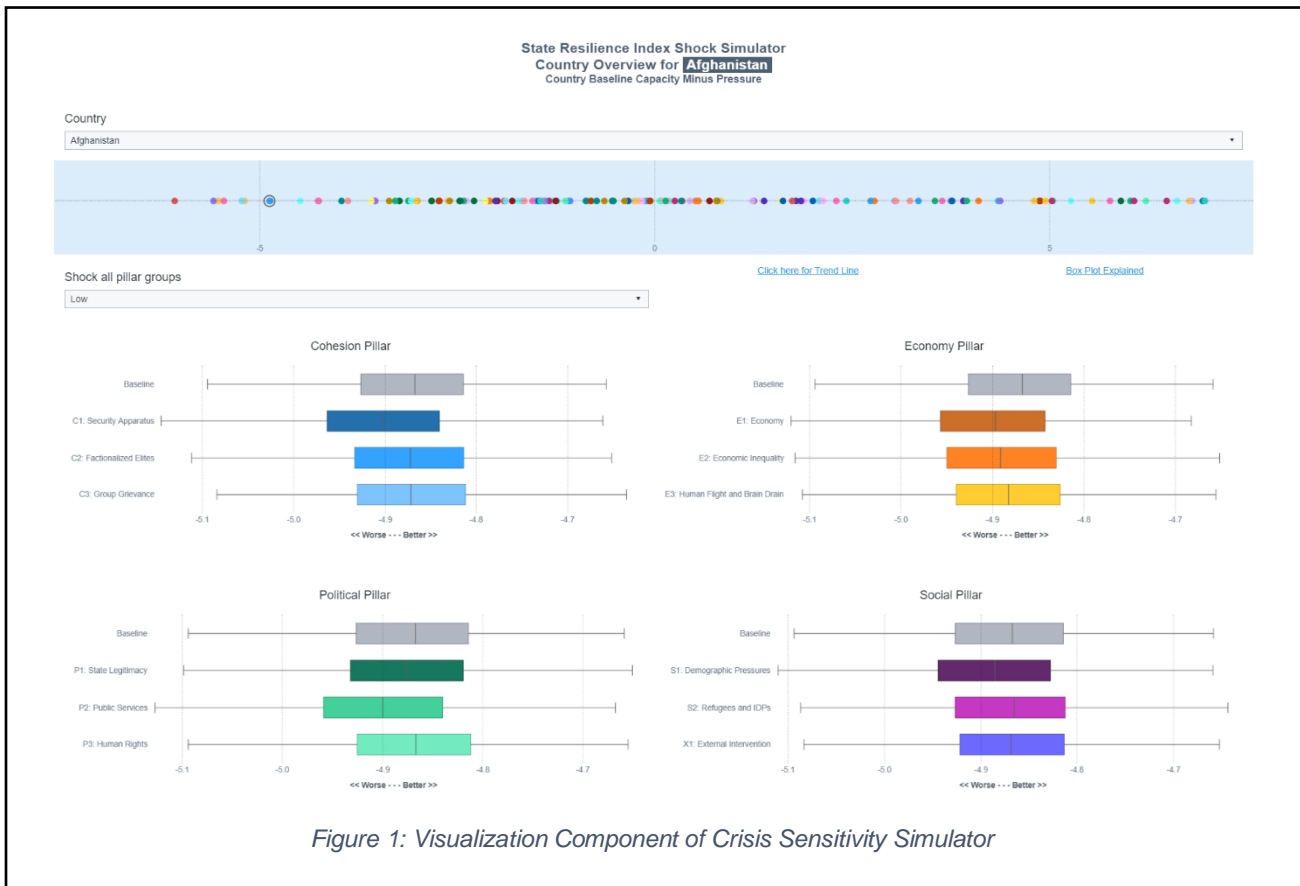 State Resilience Index Shock Simulator
Country Overview for Afghanistan
Country Baseline Capacity Minus Pressure
Country
Afghanistan
-5 0 5
Shock all pillar groups
Click here for Trend Line
Box Plot Explained
Low
Cohesion Pillar
Baseline
C1: Security Apparatus
C2: Factionalized Elites
C3: Group Grievance
-5.1 -5.0 -4.9 -4.8 -4.7
<< Worse - - - Better >>
Economy Pillar
Baseline
E1: Economy
E2: Economic Inequality
E3: Human Flight and Brain Drain
-5.1 -5.0 -4.9 -4.8 -4.7
<< Worse - - - Better >>
Political Pillar
Baseline
P1: State Legitimacy
P2: Public Services
P3: Human Rights
-5.1 -5.0 -4.9 -4.8 -4.7
<< Worse - - - Better >>
Social Pillar
Baseline
S1: Demographic Pressures
S2: Refugees and IDPs
X1: External Intervention
-5.1 -5.0 -4.9 -4.8 -4.7
<< Worse - - - Better >>
Figure 1: Visualization Component of Crisis Sensitivity Simulator